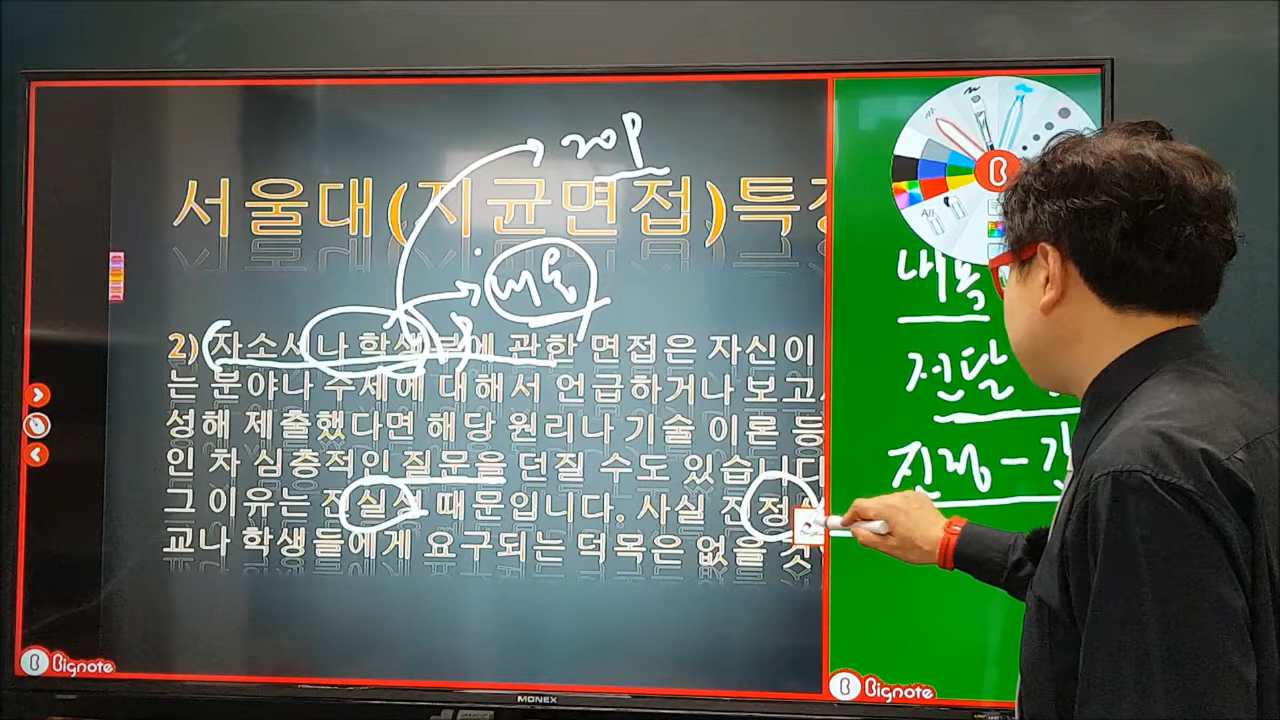 20P
서울대(지균면접)특
내용
2) (자소서나 학생부에 관한 면접은 자신이
는 분야나 주제에 대해서 언급하거나 보고
성해 제출했다면 해당 원리나 기술 이론 등
인 차 심층적인 질문을 던질 수도 있습니다
그 이유는 진실성 때문입니다. 사실 진정
교나 학생들에게 요구되는 덕목은 없을 것
전달
진정 -
Bignote
Bignote
MONEX